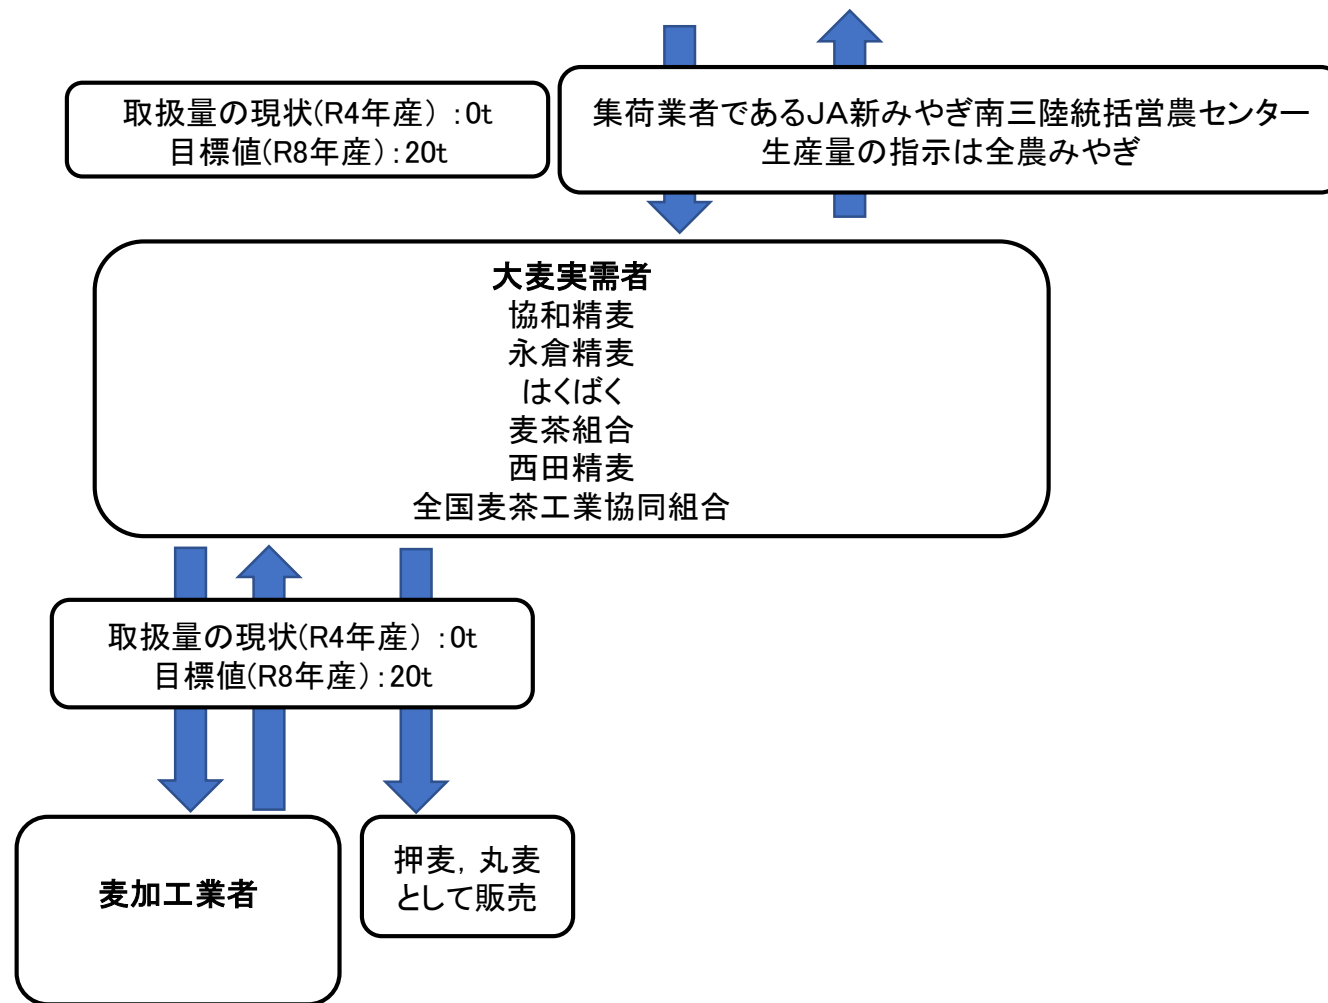 取扱量の現状(R4年産）:0t
目標値(R8年産）:20t
集荷業者であるJA新みやぎ南三陸統括営農センター
生産量の指示は全農みやぎ
大麦実需者
協和精麦
永倉精麦
はくばく
麦茶組合
西田精麦
全国麦茶工業協同組合
取扱量の現状(R4年産）:0t
目標値(R8年産）:20t
麦加工業者
押麦，丸麦
として販売